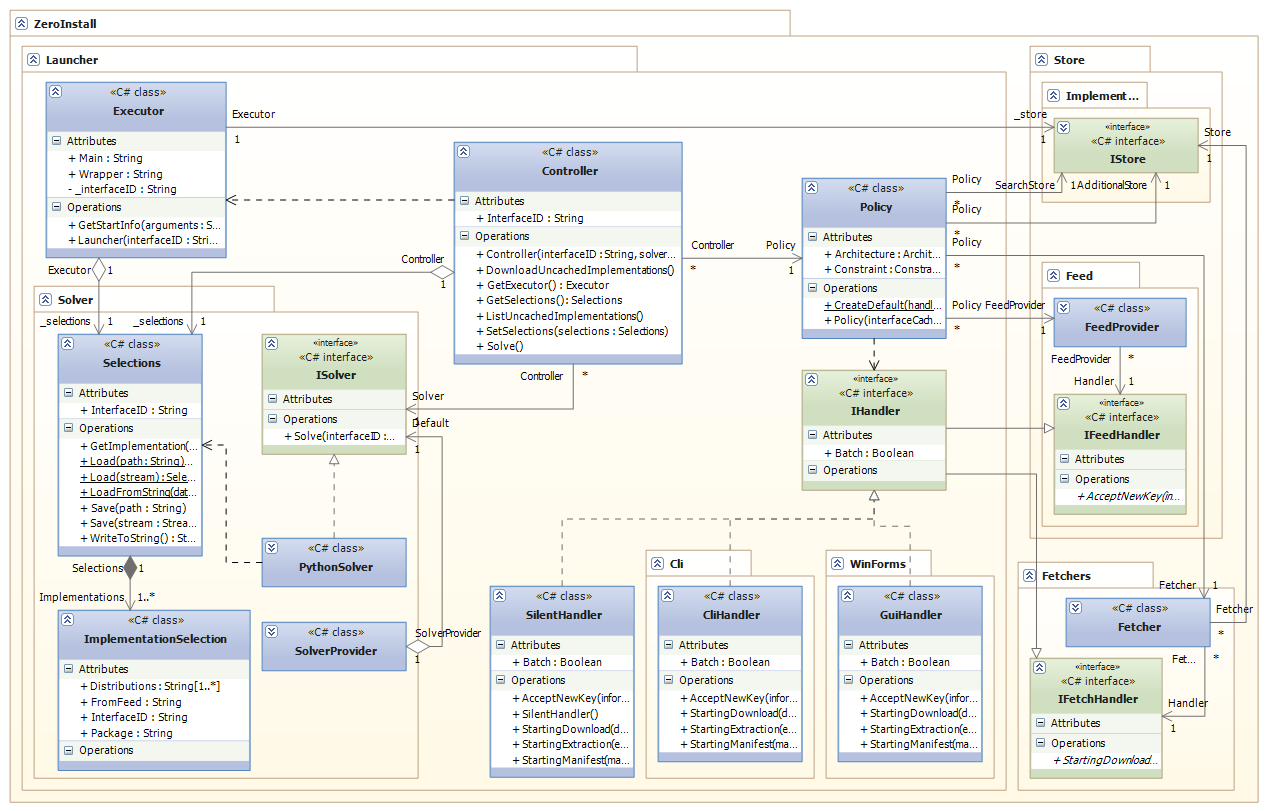 ZeroInstall
Launcher
Store
«C# class»
Executor
Attributes
+ Main : String
+ Wrapper : String
- _interfaceID : String
Operations
+ GetStartInfo(arguments : S...
+ Launcher(interfaceID : Stri...
Executor
1
_store
1
Implement...
«interface»
«C# interface»
IStore
Store
1
«C# class»
Controller
Attributes
+ InterfaceID : String
Operations
+ Controller(interfaceID : String, solver...
+ DownloadUncachedImplementations()
+ GetExecutor() : Executor
+ GetSelections() : Selections
+ ListUncachedImplementations()
+ SetSelections(selections : Selections)
+ Solve()
Controller
*
Policy
1
«C# class»
Policy
Attributes
+ Architecture : Archit...
+ Constraint : Constra...
Operations
+ CreateDefault(handl...
+ Policy(interfaceCach...
Policy
*
SearchStore
1
AdditionalStore
1
Policy
*
Policy
*
Policy
*
FeedProvider
1
Feed
«C# class»
FeedProvider
FeedProvider
*
Handler
1
«interface»
«C# interface»
IFeedHandler
Attributes
Operations
+ AcceptNewKey(in...
Executor
1
Controller
1
Solver
_selections
1
_selections
1
«C# class»
Selections
Attributes
+ InterfaceID : String
Operations
+ GetImplementation(...
+ Load(path : String)...
+ Load(stream) : Sele...
+ LoadFromString(dat...
+ Save(path : String)
+ Save(stream : Strea...
+ WriteToString() : St...
«interface»
«C# interface»
ISolver
Attributes
Operations
+ Solve(interfaceID :...
Controller
*
Solver
1
Default
1
«interface»
«C# interface»
IHandler
Attributes
+ Batch : Boolean
Operations
«C# class»
PythonSolver
Selections
1
Implementations
1..*
«C# class»
ImplementationSelection
Attributes
+ Distributions : String[1..*]
+ FromFeed : String
+ InterfaceID : String
+ Package : String
Operations
«C# class»
SolverProvider
SolverProvider
1
«C# class»
SilentHandler
Attributes
+ Batch : Boolean
Operations
+ AcceptNewKey(infor...
+ SilentHandler()
+ StartingDownload(d...
+ StartingExtraction(e...
+ StartingManifest(ma...
Cli
«C# class»
CliHandler
Attributes
+ Batch : Boolean
Operations
+ AcceptNewKey(infor...
+ StartingDownload(d...
+ StartingExtraction(e...
+ StartingManifest(ma...
WinForms
«C# class»
GuiHandler
Attributes
+ Batch : Boolean
Operations
+ AcceptNewKey(infor...
+ StartingDownload(d...
+ StartingExtraction(e...
+ StartingManifest(ma...
Fetchers
Fetcher
1
«C# class»
Fetcher
Fetcher
*
Fet...
*
«interface»
«C# interface»
IFetchHandler
Attributes
Operations
+ StartingDownload...
Handler
1